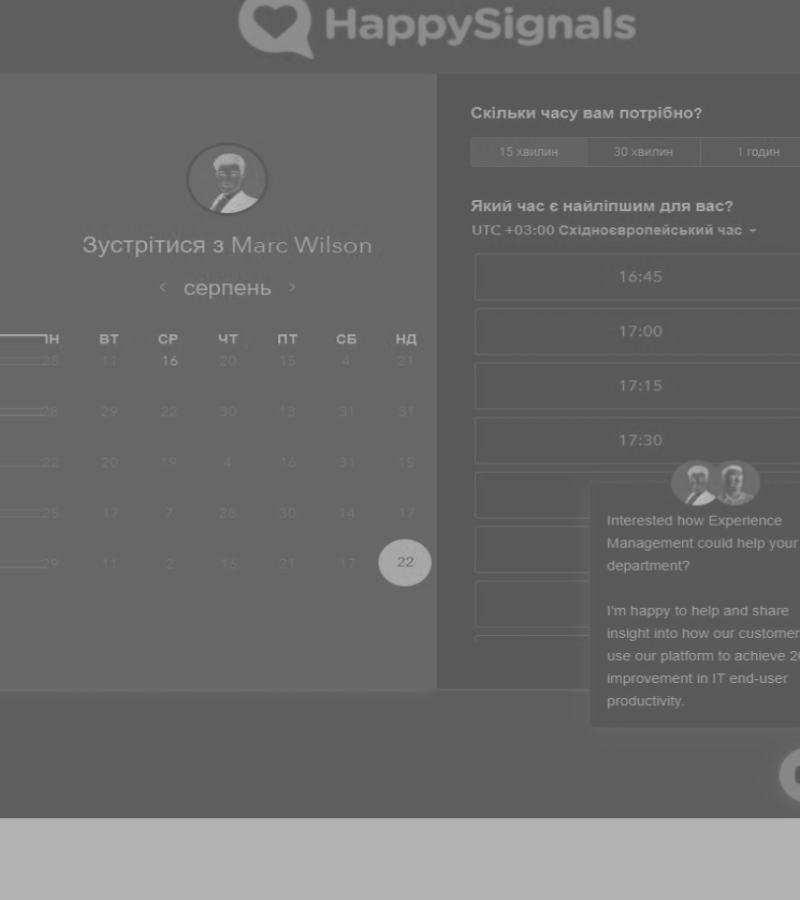 HappySignals
Зустрітися з Marc Wilson
серпень
ІН ВТ СР ЧТ ПТ СБ НД
25 11 16 20 15 4 21
28 29 22 30 13 31 31
22 20 19 4 16 31 15
25 17 7 28 30 14 17
29 11 2 16 21 17 22
Скільки часу вам потрібно?
15 хвилин 30 хвилин 1 годин
Який час є найліпшим для вас?
UTC +03:00 Східноєвропейський час
16:45
17:00
17:15
17:30
Interested how Experience
Management could help your
department?
I'm happy to help and share
insight into how our customer
use our platform to achieve
improvement in IT end-user
productivity.